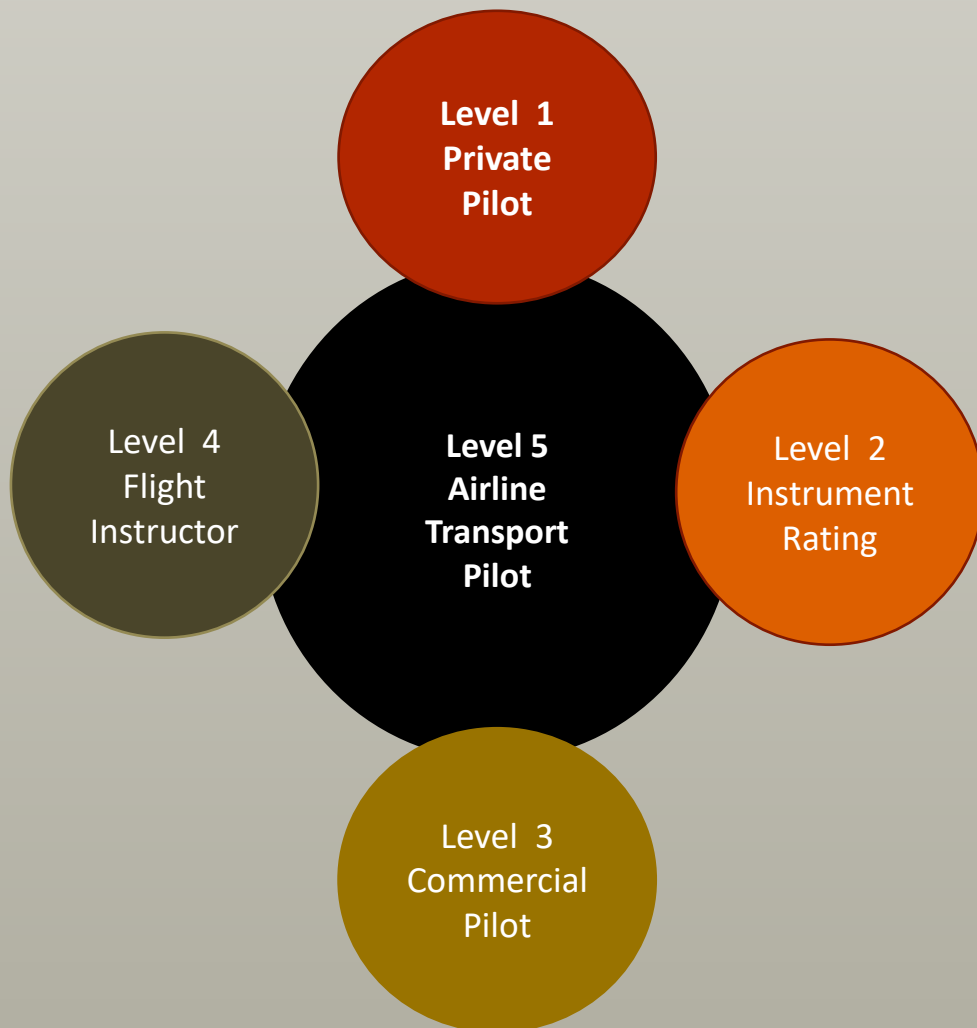 Level  1
Private
Pilot
Level  4
Flight
Instructor
Level 5
Airline
Transport
Pilot
Level  2
Instrument
Rating
Level  3
Commercial
Pilot